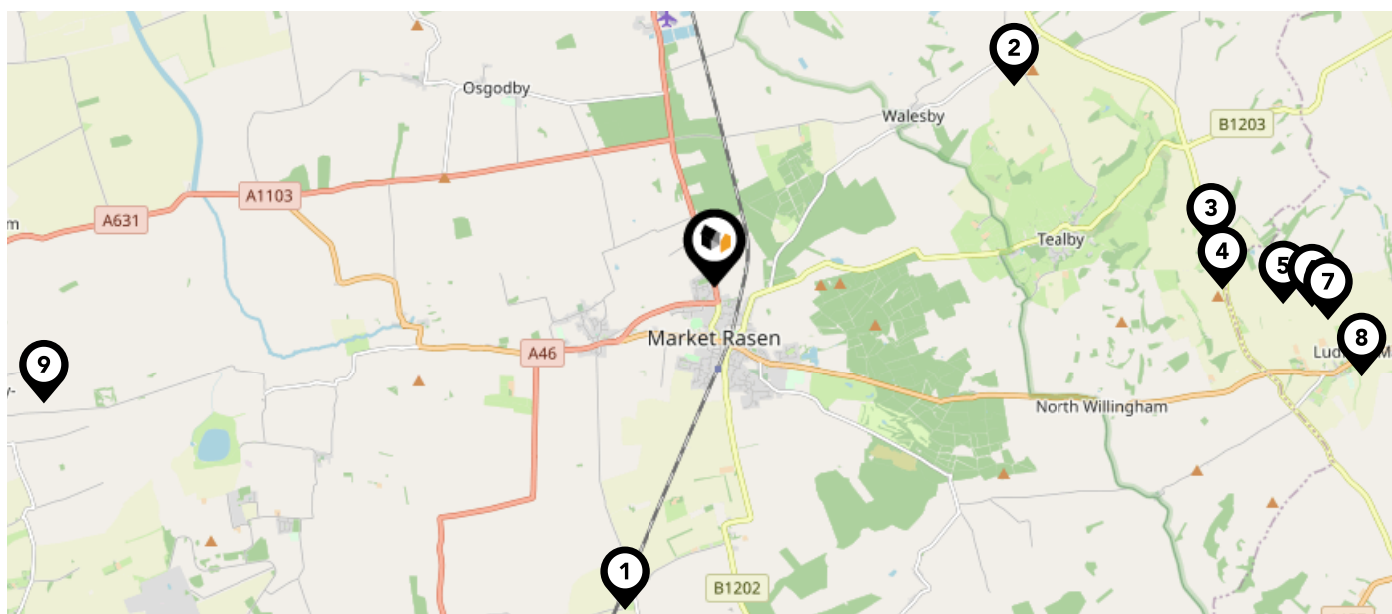 2
Osgodby
Walesby
B1203
A1103
3
A631
m
Tealby
4
5
7
Market Rasen
8
A46
9
North Willingham
1
B1202